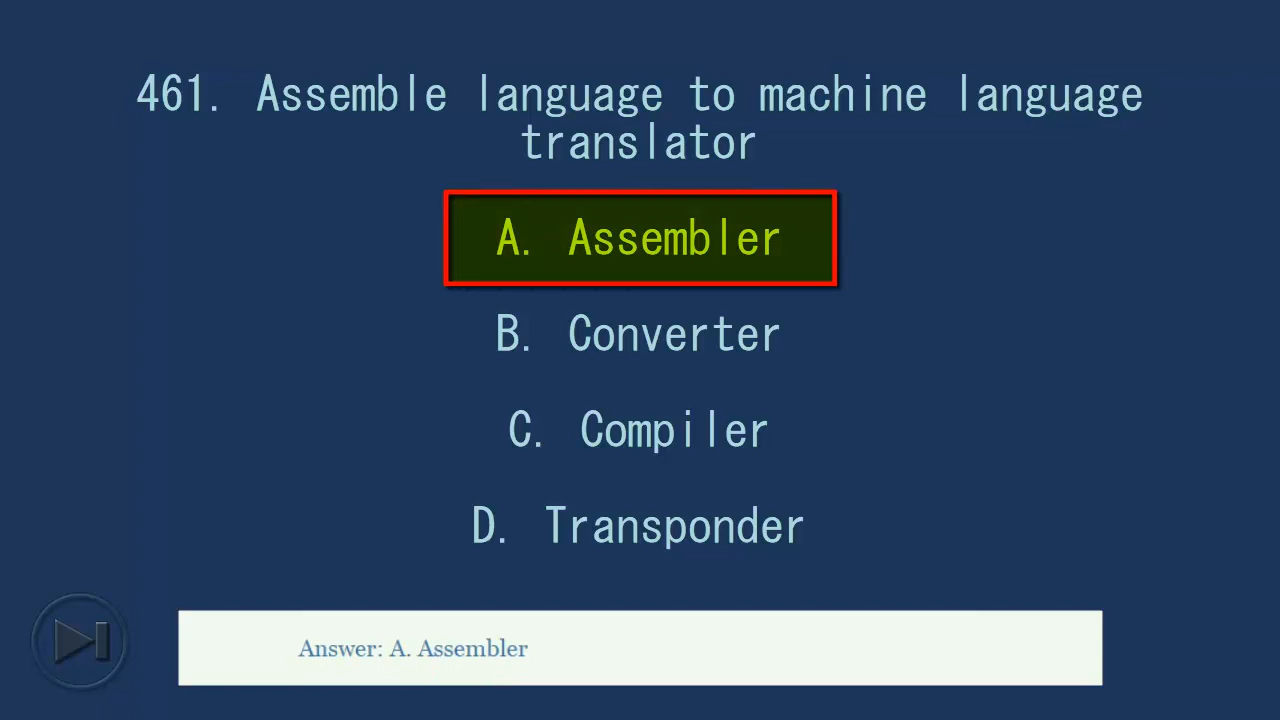 461. Assemble language to machine language
translator
A. Assembler
B. Converter
C. Compiler
D. Transponder
Answer: A. Assembler